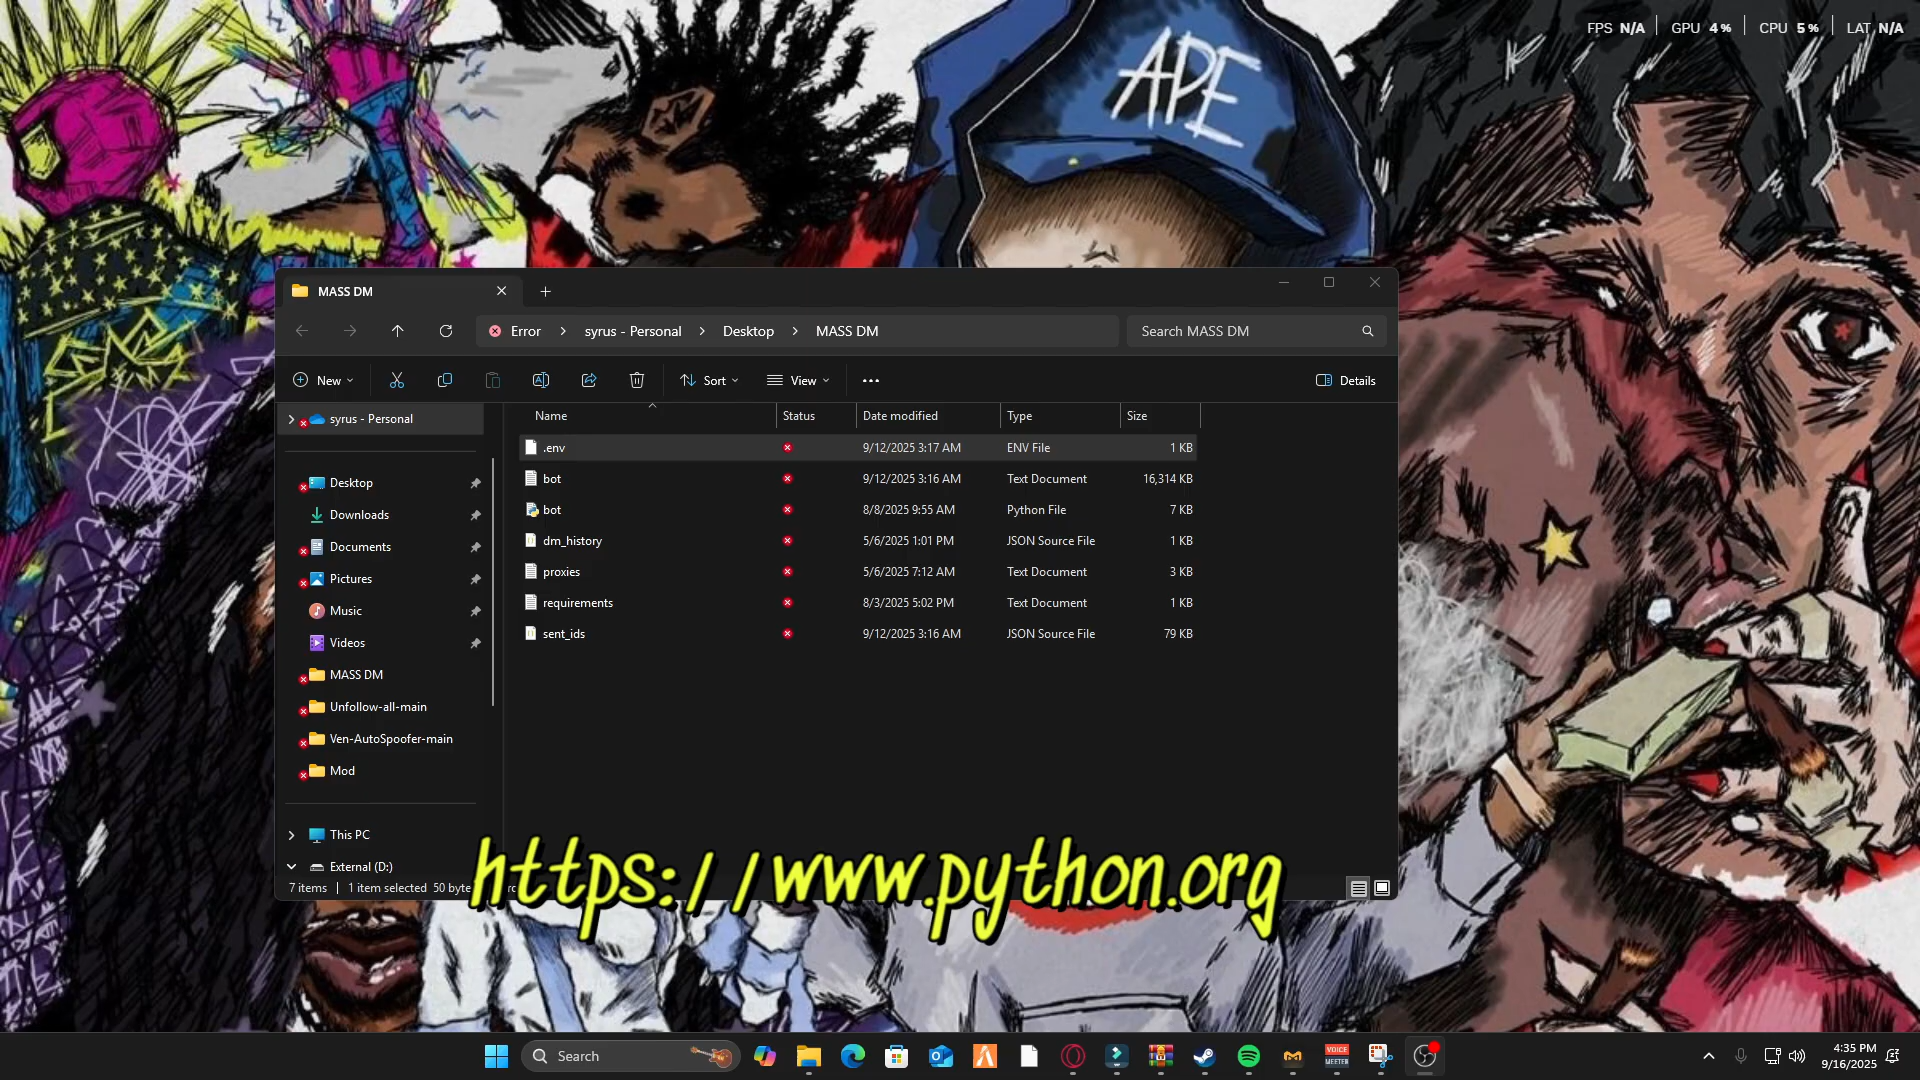 FPS N/A GPU 4% CPU 5% LAT N/A
APE
MASS DM
Error syrus - Personal Desktop MASS DM Search MASS DM
New Sort View Details
syrus - Personal
Desktop
Downloads
Documents
Pictures
Music
Videos
MASS DM
Unfollow-all-main
Ven-AutoSpoofer-main
Mod
This PC
External (D:)
Name Status Date modified Type Size
.env 9/12/2025 3:17 AM ENV File 1 KB
bot 9/12/2025 3:16 AM Text Document 16,314 KB
bot 8/8/2025 9:55 AM Python File 7 KB
dm_history 5/6/2025 1:01 PM JSON Source File 1 KB
proxies 5/6/2025 7:12 AM Text Document 3 KB
requirements 8/3/2025 5:02 PM Text Document 1 KB
sent_ids 9/12/2025 3:16 AM JSON Source File 79 KB
7 items 1 item selected 50 byte
https://www.python.org
Search
VOICE
MEETER
4:35 PM
9/16/2025